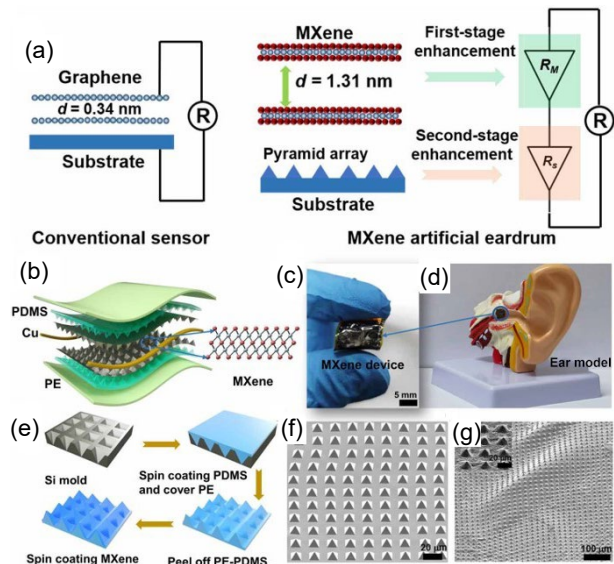 (a)
Graphene
d = 0.34 nm
Substrate
R
Conventional sensor
MXene
d = 1.31 nm
Pyramid array
Substrate
First-stage
enhancement
Second-stage
enhancement
R_M
R_s
R
MXene artificial eardrum
(b)
PDMS
Cu
PE
MXene
(c)
MXene device
5 mm
(d)
Ear model
(e)
Si mold
Spin coating PDMS
and cover PE
Spin coating MXene
Peel off PE-PDMS
(f)
20 μm
(g)
20 μm
100 μm